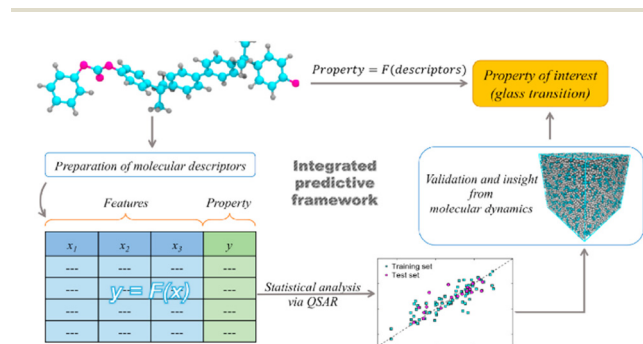 Property = F(descriptors)
Property of interest
(glass transition)
Preparation of molecular descriptors
Integrated
predictive
framework
Validation and insight
from
molecular dynamics
Features
Property
x1 x2 x3 y
--- --- --- ---
--- --- --- ---
--- --- --- ---
--- --- --- ---
y = F(x)
Statistical analysis
via QSAR
Training set
Test set